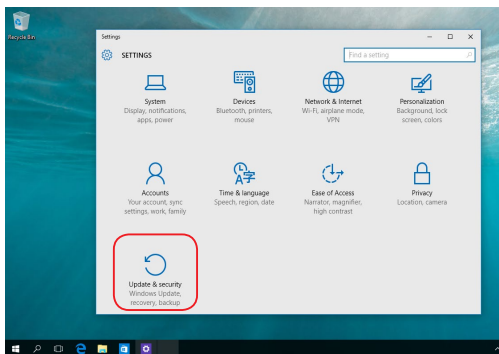 Recycle Bin
Settings
SETTINGS
Find a setting
System
Display, notifications,
apps, power
Devices
Bluetooth, printers,
mouse
Network & Internet
Wi-Fi, airplane mode,
VPN
Personalization
Background, lock
screen, colors
Accounts
Your account, sync
settings, work, family
Time & language
Speech, region, date
Ease of Access
Narrator, magnifier,
high contrast
Privacy
Location, camera
Update & security
Windows Update,
recovery, backup